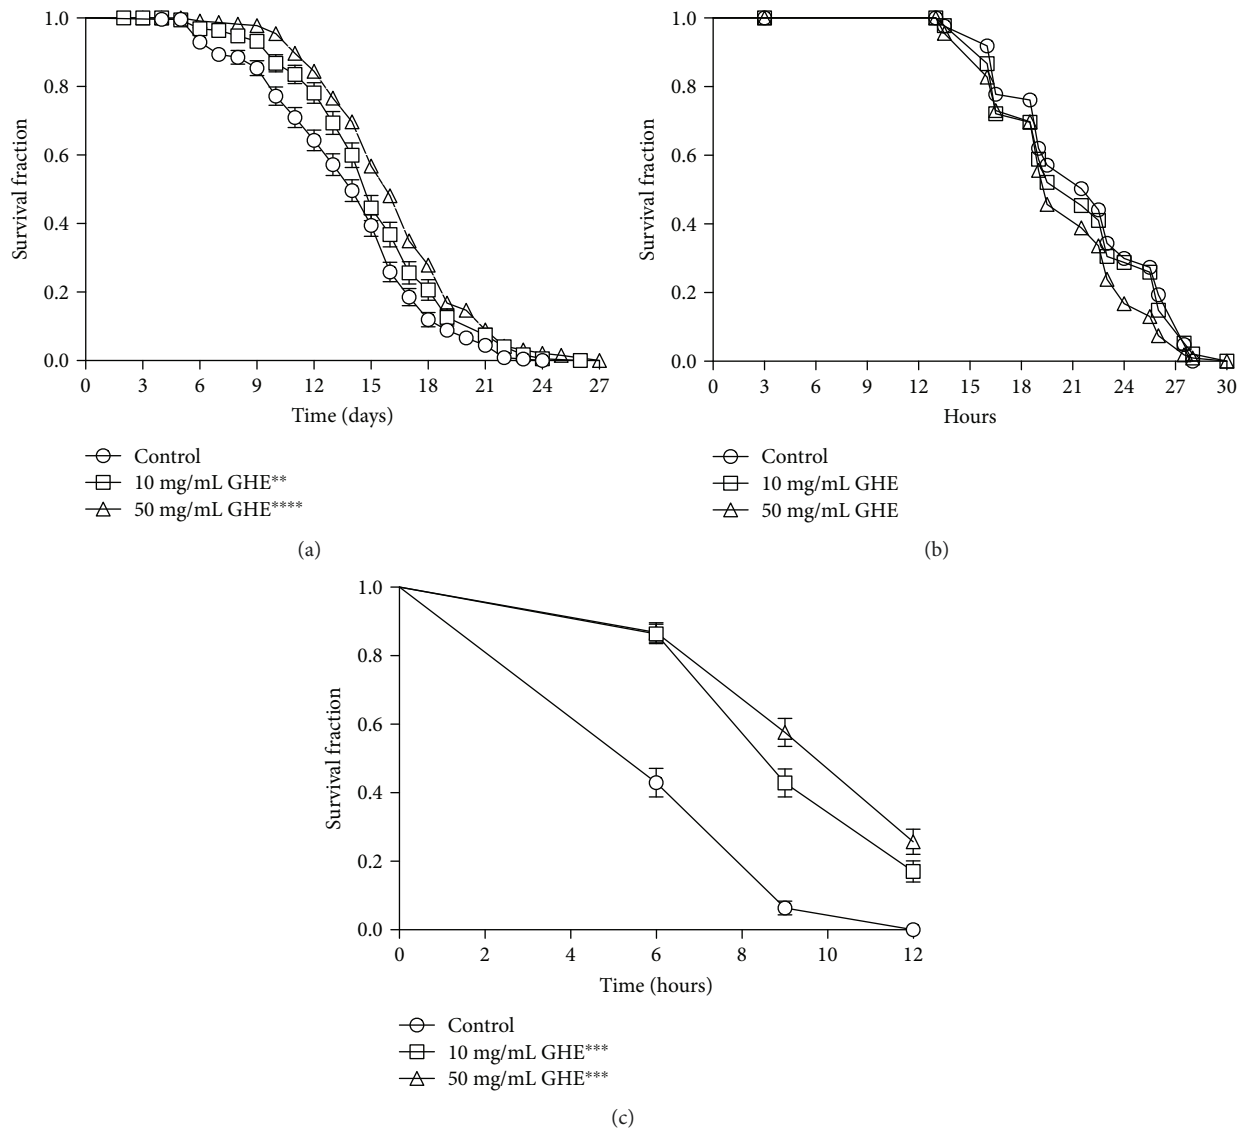 Survival fraction
1.0
0.8
0.6
0.4
0.2
0.0
0 3 6 9 12 15 18 21 24 27
Time (days)
Control
10 mg/mL GHE**
50 mg/mL GHE****
(a)
Survival fraction
1.0
0.8
0.6
0.4
0.2
0.0
0 3 6 9 12 15 18 21 24 27 30
Hours
Control
10 mg/mL GHE
50 mg/mL GHE
(b)
Survival fraction
1.0
0.8
0.6
0.4
0.2
0.0
0 2 4 6 8 10 12
Time (hours)
Control
10 mg/mL GHE***
50 mg/mL GHE***
(c)